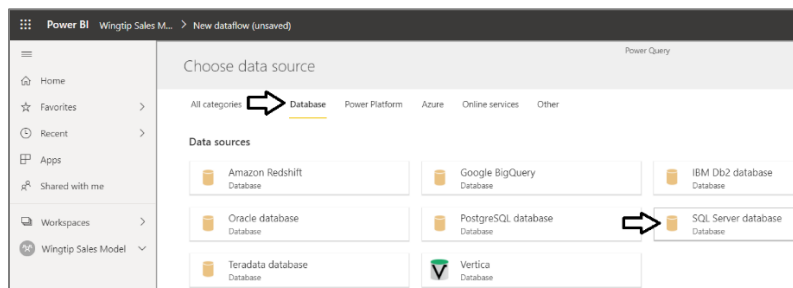 Power BI Wingtip Sales M... > New dataflow (unsaved)
Power Query
Choose data source
Home
Favorites
Recent
Apps
Shared with me
Workspaces
Wingtip Sales Model
All categories Database Power Platform Azure Online services Other
Data sources
Amazon Redshift
Database
Google BigQuery
Database
IBM Db2 database
Database
Oracle database
Database
PostgreSQL database
Database
SQL Server database
Database
Teradata database
Database
Vertica
Database